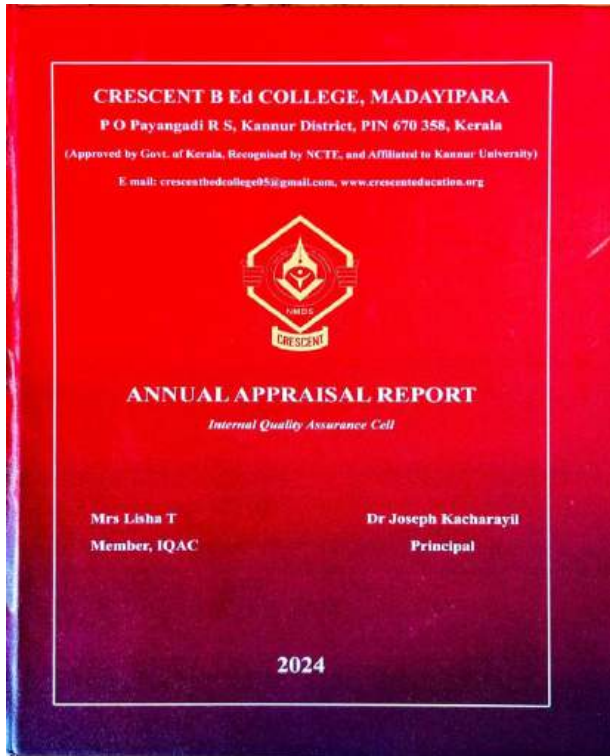 CRESCENT B Ed COLLEGE, MADAYIPARA
P O Payangadi R S, Kannur District, PIN 670 358, Kerala
(Approved by Govt. of Kerala, Recognised by NCTE, and Affiliated to Kannur University)
E mail: crescentbedcollege05@gmail.com, www.crescenteducation.org
NMDS
CRESCENT
ANNUAL APPRAISAL REPORT
Internal Quality Assurance Cell
Mrs Lisha T
Dr Joseph Kacharayil
Member, IQAC
Principal
2024